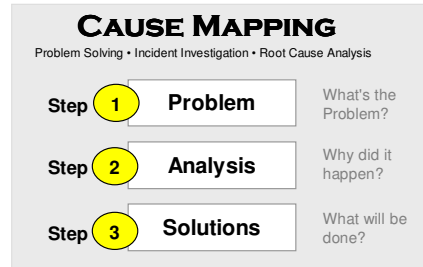 CAUSE MAPPING
Problem Solving • Incident Investigation • Root Cause Analysis
Step 1 Problem What's the
Problem?
Step 2 Analysis Why did it
happen?
Step 3 Solutions What will be
done?